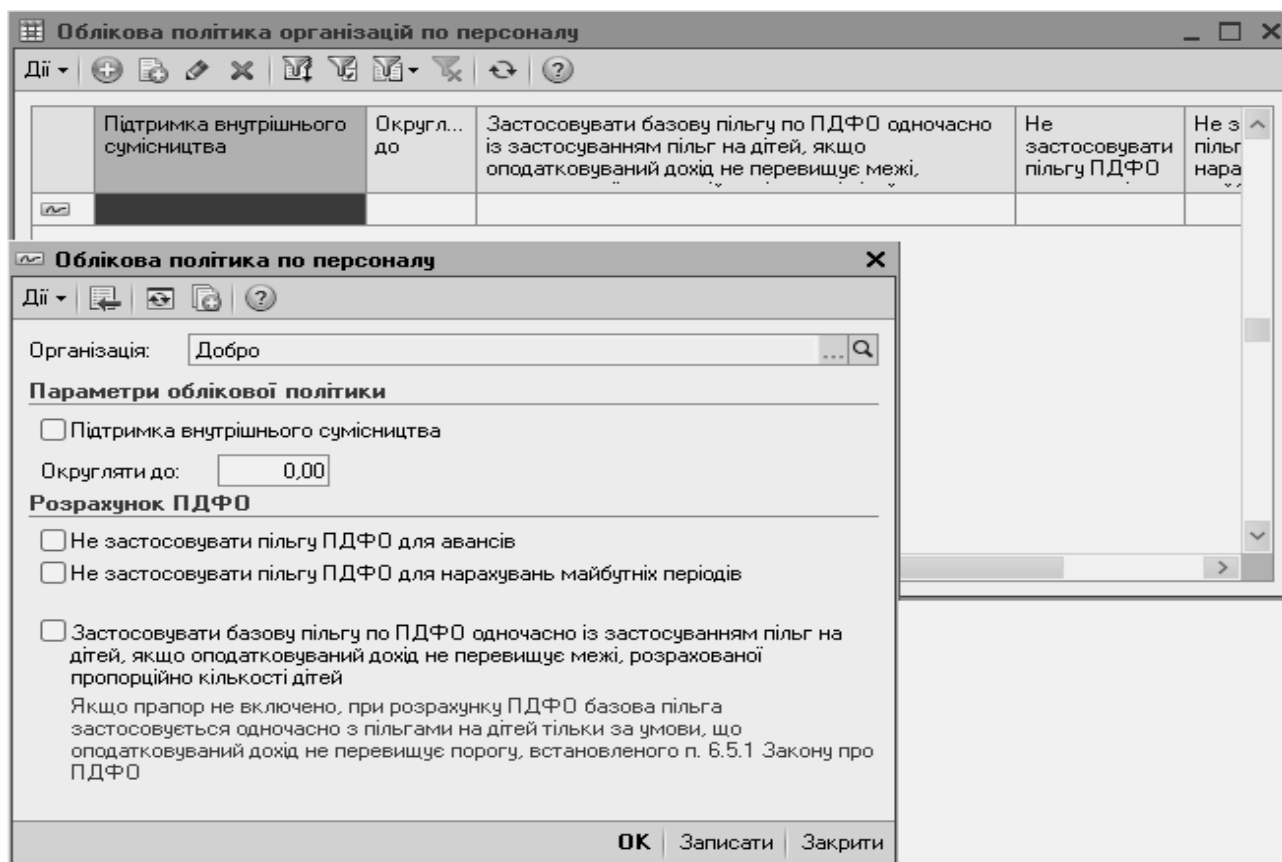 Облікова політика організацій по персоналу
Дії
Підтримка внутрішнього
сумісництва
Округл...
до
Застосовувати базову пільгу по ПДФО одночасно
із застосуванням пільг на дітей, якщо
оподатковуваний дохід не перевищує межі,
Не
застосовувати
пільгу ПДФО
Не з
пільг
нара
Облікова політика по персоналу
Дії
Організація: Добро ...
Параметри облікової політики
Підтримка внутрішнього сумісництва
Округляти до: 0,00
Розрахунок ПДФО
Не застосовувати пільгу ПДФО для авансів
Не застосовувати пільгу ПДФО для нарахувань майбутніх періодів
Застосовувати базову пільгу по ПДФО одночасно із застосуванням пільг на
дітей, якщо оподатковуваний дохід не перевищує межі, розрахованої
пропорційно кількості дітей
Якщо прапор не включено, при розрахунку ПДФО базова пільга
застосовується одночасно з пільгами на дітей тільки за умови, що
оподатковуваний дохід не перевищує порогу, встановленого п. 6.5.1 Закону про
ПДФО
OK Записати Закрити